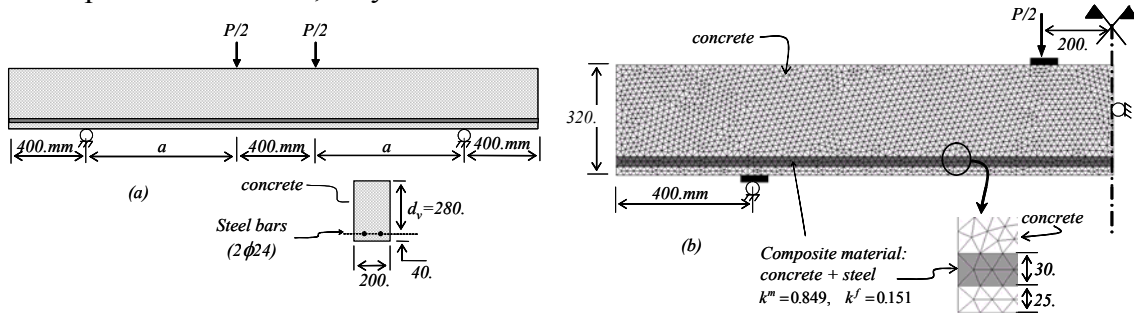 P/2
P/2
400.mm
a
400.mm
a
400.mm
(a)
concrete
Steel bars
(2ϕ24)
dv=280.
40.
200.
P/2
200.
concrete
320.
400.mm
(b)
Composite material:
concrete + steel
k^m=0.849, k^f=0.151
concrete
30.
25.